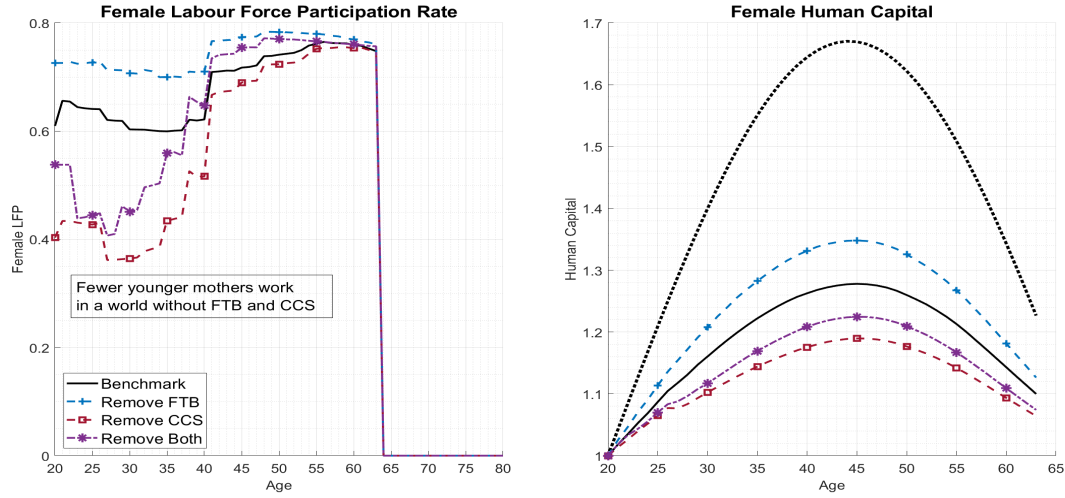 Female Labour Force Participation Rate
Female LFP
0.8
0.6
0.4
0.2
0
Fewer younger mothers work
in a world without FTB and CCS
Benchmark
Remove FTB
Remove CCS
Remove Both
20 25 30 35 40 45 50 55 60 65 70 75 80
Age
Female Human Capital
Human Capital
1.7
1.6
1.5
1.4
1.3
1.2
1.1
1
20 25 30 35 40 45 50 55 60 65
Age